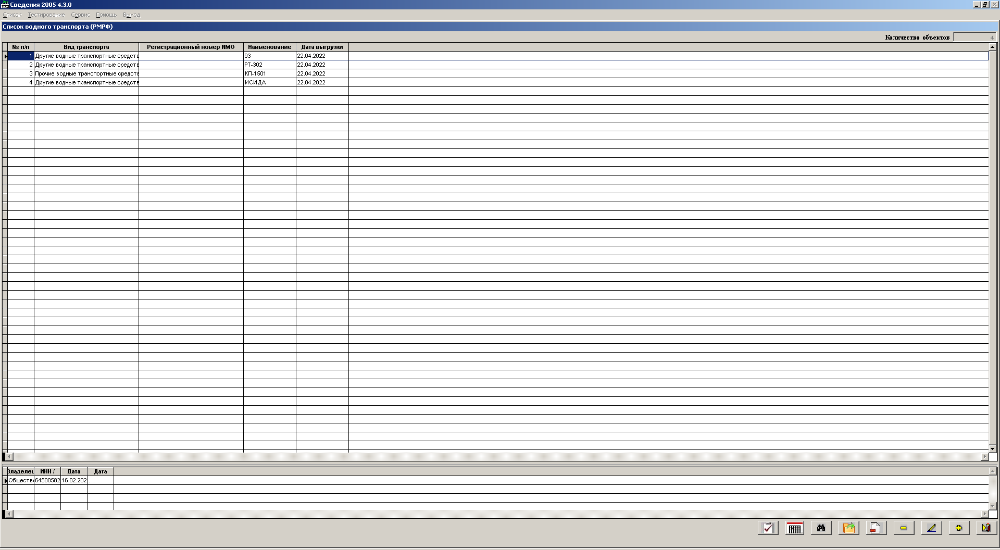 Сведения 2005 4.3.0
Список Тестирование Сервис Помощь Выход
Список водного транспорта (РМРФ)
Количество объектов 4
№ п/п Вид транспорта Регистрационный номер ИМО Наименование Дата выгрузки
1 Другие водные транспортные средств 93 22.04.2022
2 Другие водные транспортные средств РТ-302 22.04.2022
3 Прочие водные транспортные средств КП-1501 22.04.2022
4 Другие водные транспортные средств ИСИДА 22.04.2022
Владелец ИНН / Дата Дата
Обществ 64500582 16.02.202 . .